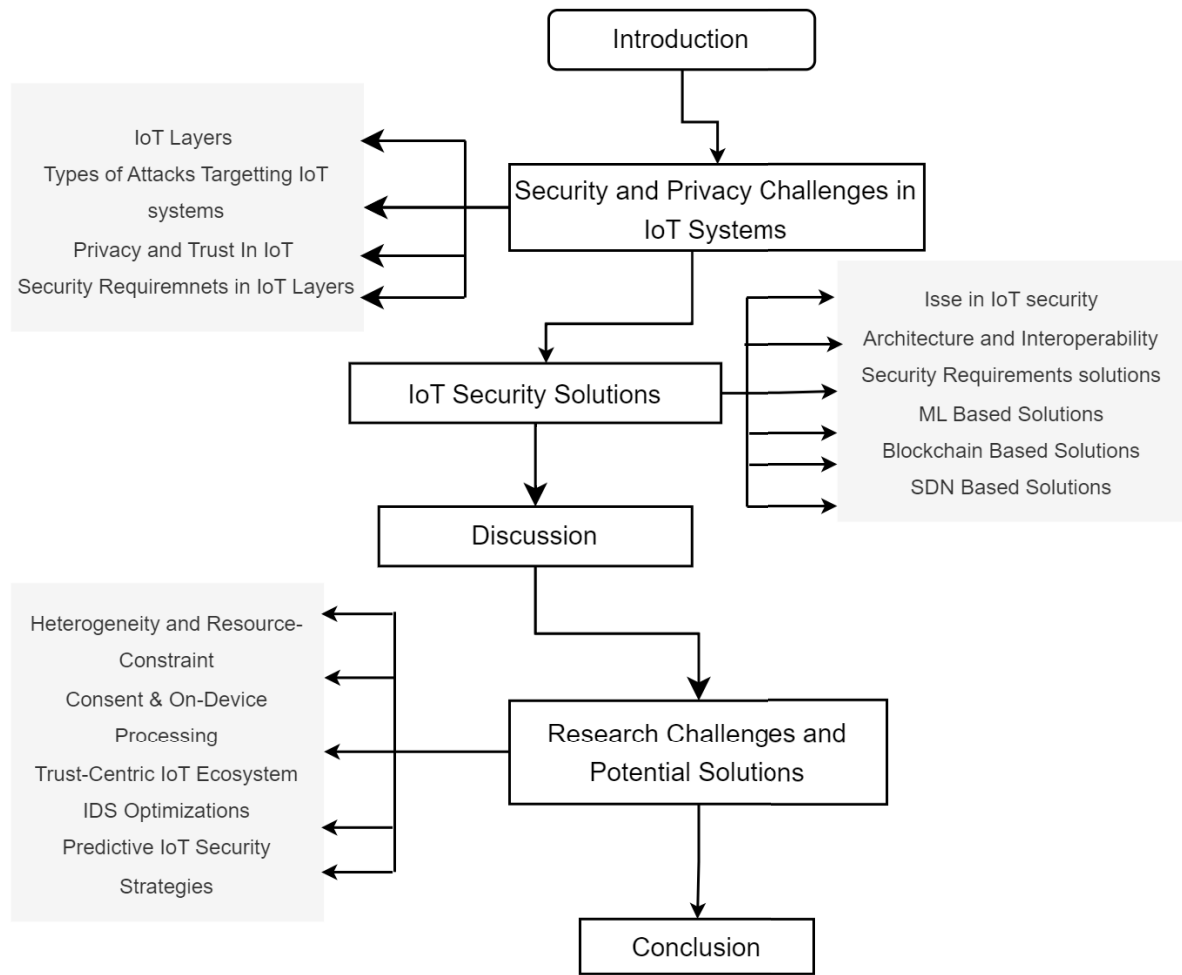 Introduction
IoT Layers
Types of Attacks Targetting IoT
systems
Privacy and Trust In IoT
Security Requiremnets in IoT Layers
Security and Privacy Challenges in
IoT Systems
IoT Security Solutions
Isse in IoT security
Architecture and Interoperability
Security Requirements solutions
ML Based Solutions
Blockchain Based Solutions
SDN Based Solutions
Discussion
Heterogeneity and Resource-
Constraint
Consent & On-Device
Processing
Trust-Centric IoT Ecosystem
IDS Optimizations
Predictive IoT Security
Strategies
Research Challenges and
Potential Solutions
Conclusion